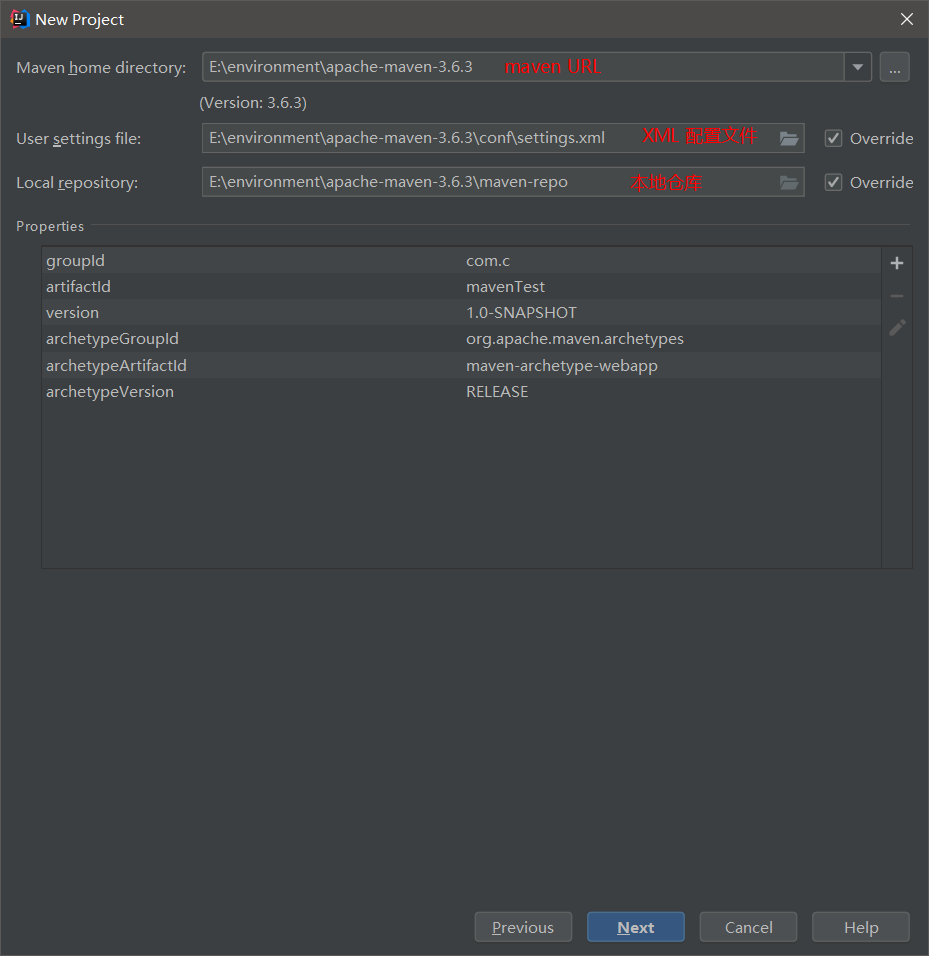 New Project
Maven home directory: E:\environment\apache-maven-3.6.3 maven URL ...
(Version: 3.6.3)
User settings file: E:\environment\apache-maven-3.6.3\conf\settings.xml XML 配置文件 Override
Local repository: E:\environment\apache-maven-3.6.3\maven-repo 本地仓库 Override
Properties
groupId com.c
artifactId mavenTest
version 1.0-SNAPSHOT
archetypeGroupId org.apache.maven.archetypes
archetypeArtifactId maven-archetype-webapp
archetypeVersion RELEASE
Previous Next Cancel Help